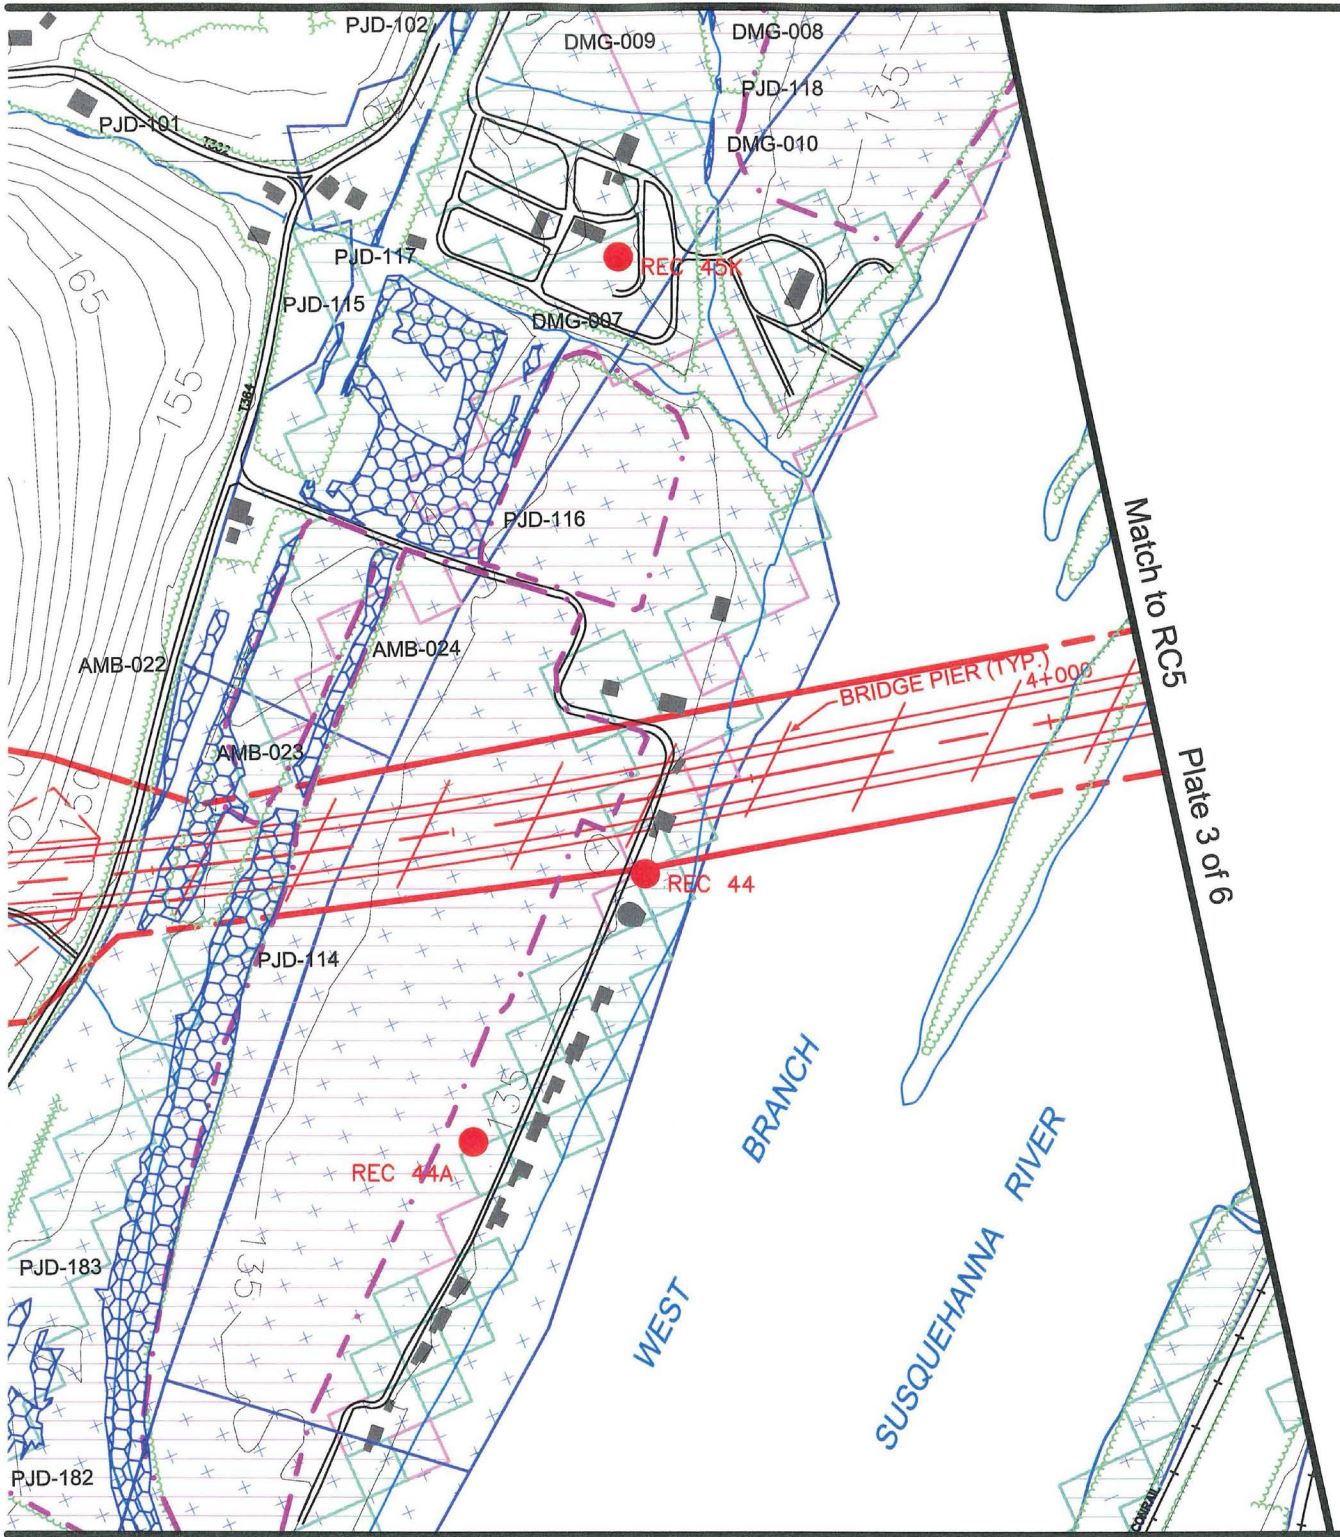 PJD-102
DMG-009
DMG-008
PJD-118
135
PJD-101
T332
DMG-010
PJD-117
REC 45K
165
PJD-115
DMG-007
155
T364
PJD-116
Match to RC5
Plate 3 of 6
AMB-024
AMB-022
BRIDGE PIER (TYP.)
4+000
AMB-023
150
REC 44
PJD-114
135
REC 44A
WEST
BRANCH
SUSQUEHANNA
RIVER
135
PJD-183
PJD-182
CONRAIL